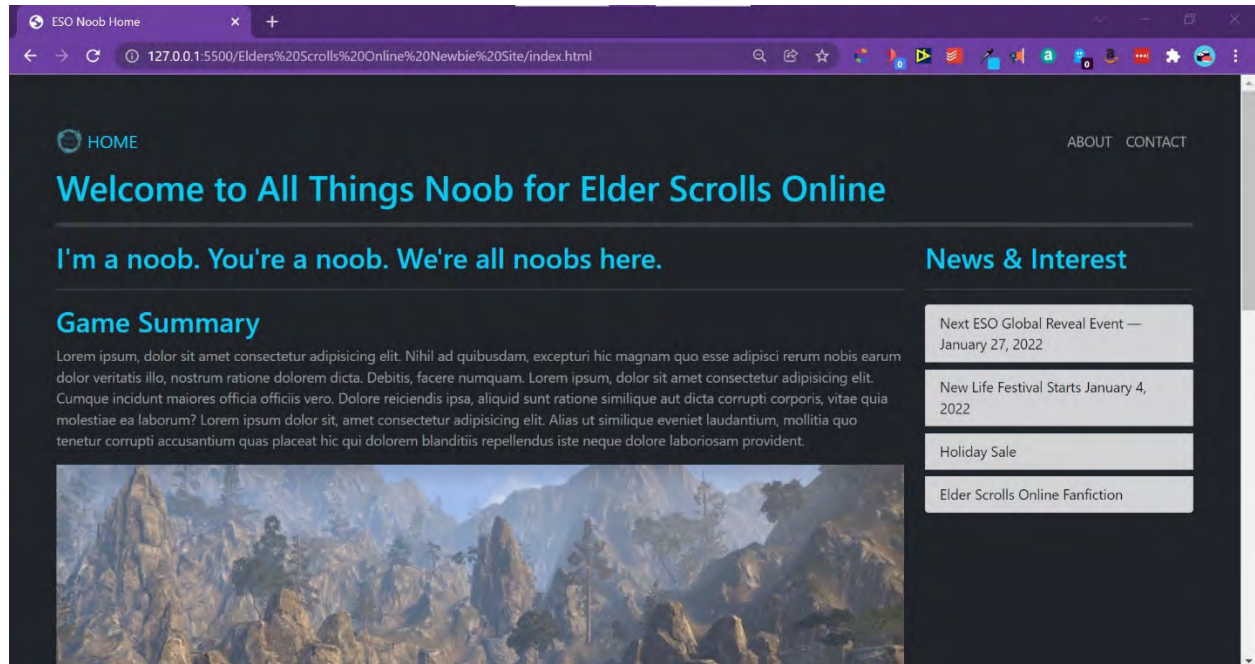 ESO Noob Home
127.0.0.1:5500/Elders%20Scrolls%20Online%20Newbie%20Site/index.html
HOME
ABOUT CONTACT
Welcome to All Things Noob for Elder Scrolls Online
I'm a noob. You're a noob. We're all noobs here.
Game Summary
Lorem ipsum, dolor sit amet consectetur adipisicing elit. Nihil ad quibusdam, excepturi hic magnam quo esse adipisci rerum nobis earum
dolor veritatis illo, nostrum ratione dolorem dicta. Debitis, facere numquam. Lorem ipsum, dolor sit amet consectetur adipisicing elit.
Cumque incidunt maiores officia officiis vero. Dolore reiciendis ipsa, aliquid sunt ratione similique aut dicta corrupti corporis, vitae quia
molestiae ea laborum? Lorem ipsum dolor sit, amet consectetur adipisicing elit. Alias ut similique eveniet laudantium, mollitia quo
tenetur corrupti accusantium quas placeat hic qui dolorem blanditiis repellendus iste neque dolore laboriosam provident.
News & Interest
Next ESO Global Reveal Event —
January 27, 2022
New Life Festival Starts January 4,
2022
Holiday Sale
Elder Scrolls Online Fanfiction